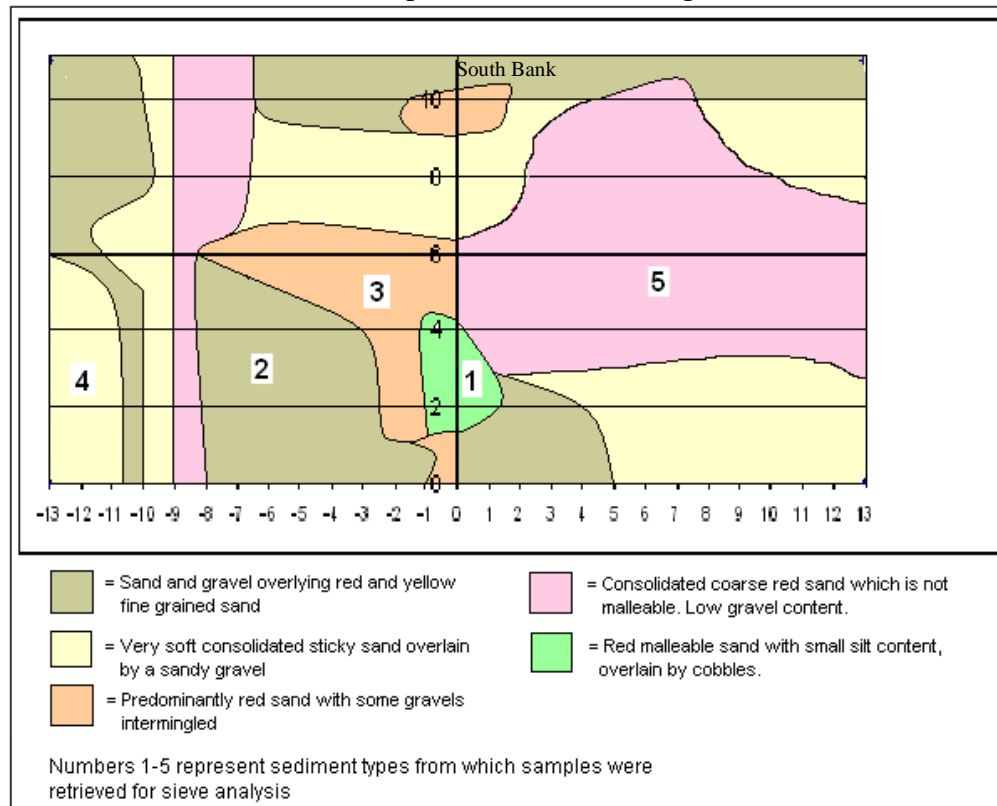 South Bank
10
8
6
4
2
0
1
2
3
4
5
-13 -12 -11 -10 -9 -8 -7 -6 -5 -4 -3 -2 -1 0 1 2 3 4 5 6 7 8 9 10 11 12 13
= Sand and gravel overlying red and yellow
fine grained sand
= Very soft consolidated sticky sand overlain
by a sandy gravel
= Predominantly red sand with some gravels
intermingled
= Consolidated coarse red sand which is not
malleable. Low gravel content.
= Red malleable sand with small silt content,
overlain by cobbles.
Numbers 1-5 represent sediment types from which samples were
retrieved for sieve analysis